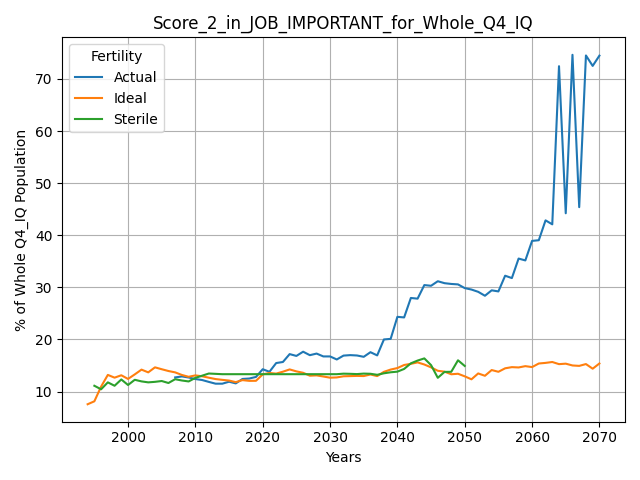 Score_2_in_JOB_IMPORTANT_for_Whole_Q4_IQ
Fertility
Actual
Ideal
Sterile
% of Whole Q4_IQ Population
70
60
50
40
30
20
10
2000 2010 2020 2030 2040 2050 2060 2070
Years